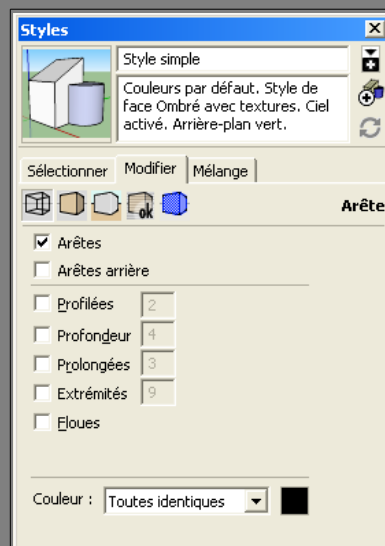 Styles
Style simple
Couleurs par défaut. Style de
face Ombré avec textures. Ciel
activé. Arrière-plan vert.
Sélectionner Modifier Mélange
ok
Arête
Arêtes
Arêtes arrière
Profilées 2
Profondeur 4
Prolongées 3
Extrémités 9
Floues
Couleur : Toutes identiques